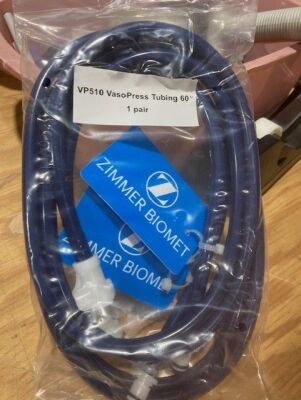 VP510 VasoPress Tubing 60"
1 pair
ZIMMER BIOMET
ZIMMER BIOMET